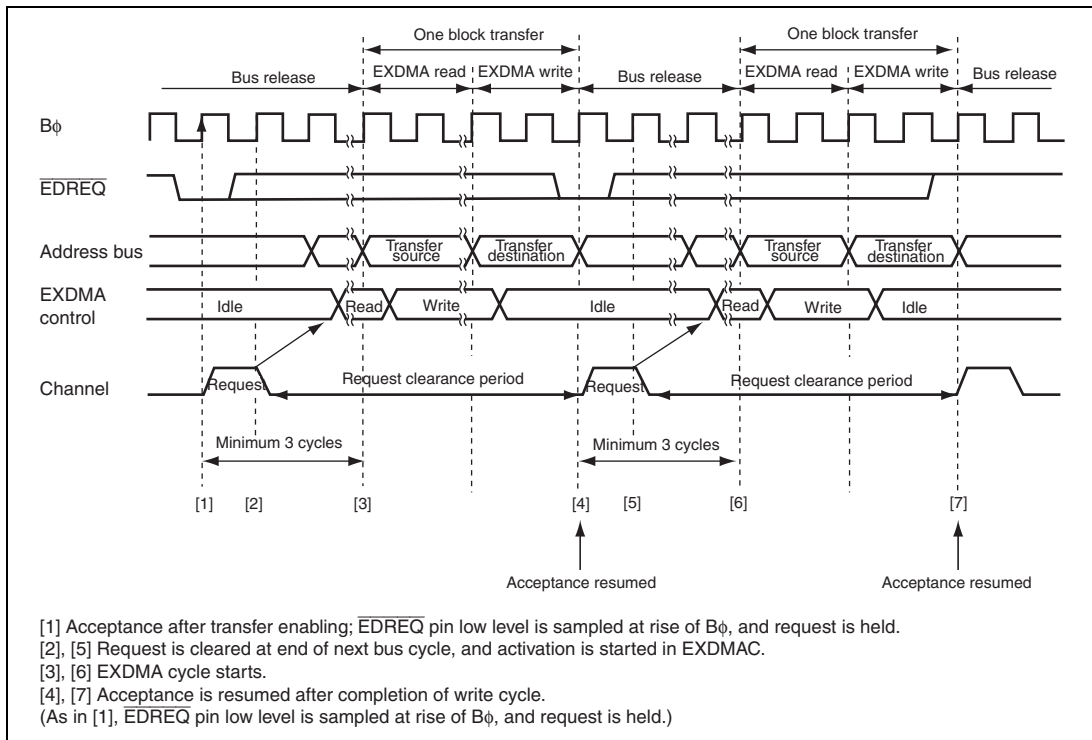 One block transfer One block transfer
Bus release EXDMA read EXDMA write Bus release EXDMA read EXDMA write Bus release
Bϕ
EDREQ
Address bus Transfer source Transfer destination Transfer source Transfer destination
EXDMA control Idle Read Write Idle Read Write Idle
Channel Request Request clearance period Request Request clearance period
Minimum 3 cycles Minimum 3 cycles
[1] [2] [3] [4] [5] [6] [7]
Acceptance resumed Acceptance resumed
[1] Acceptance after transfer enabling; EDREQ pin low level is sampled at rise of Bϕ, and request is held.
[2], [5] Request is cleared at end of next bus cycle, and activation is started in EXDMAC.
[3], [6] EXDMA cycle starts.
[4], [7] Acceptance is resumed after completion of write cycle.
(As in [1], EDREQ pin low level is sampled at rise of Bϕ, and request is held.)